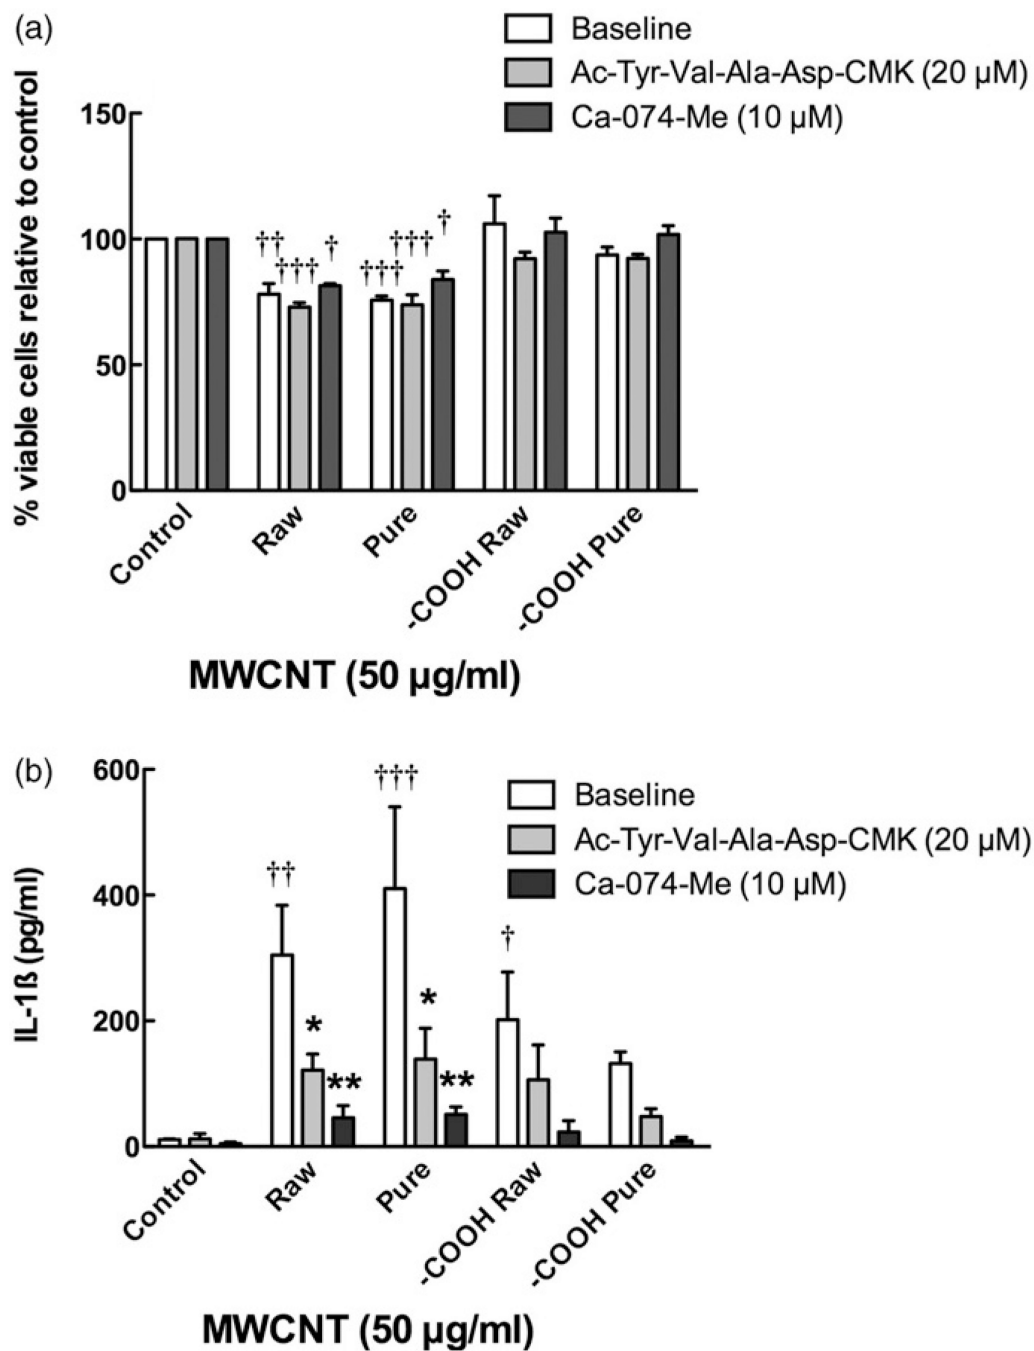 (a)
Baseline
Ac-Tyr-Val-Ala-Asp-CMK (20 µM)
Ca-074-Me (10 µM)
% viable cells relative to control
150
100
50
0
†† ††† †
††† ††† †
Control
Raw
Pure
-COOH Raw
-COOH Pure
MWCNT (50 µg/ml)
(b)
Baseline
Ac-Tyr-Val-Ala-Asp-CMK (20 µM)
Ca-074-Me (10 µM)
IL-1ß (pg/ml)
600
400
200
0
†† * **
††† * **
†
Control
Raw
Pure
-COOH Raw
-COOH Pure
MWCNT (50 µg/ml)